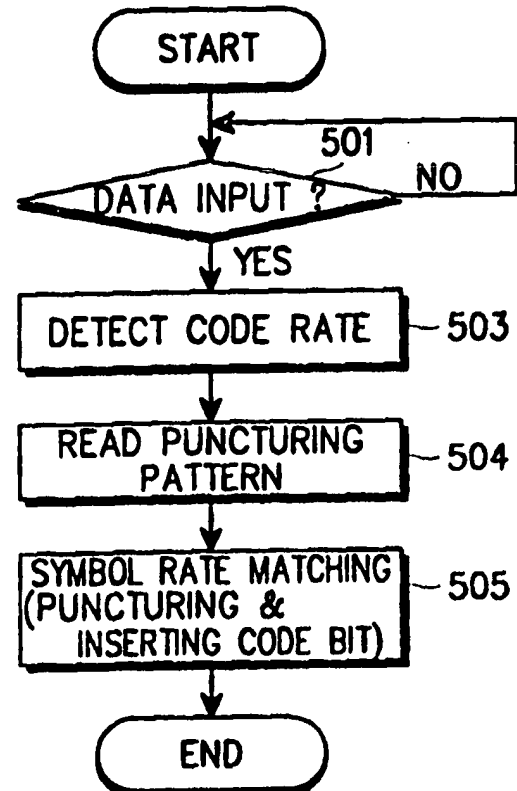 START
501
DATA INPUT ?
NO
YES
DETECT CODE RATE
503
READ PUNCTURING
PATTERN
504
SYMBOL RATE MATCHING
(PUNCTURING &
INSERTING CODE BIT)
505
END